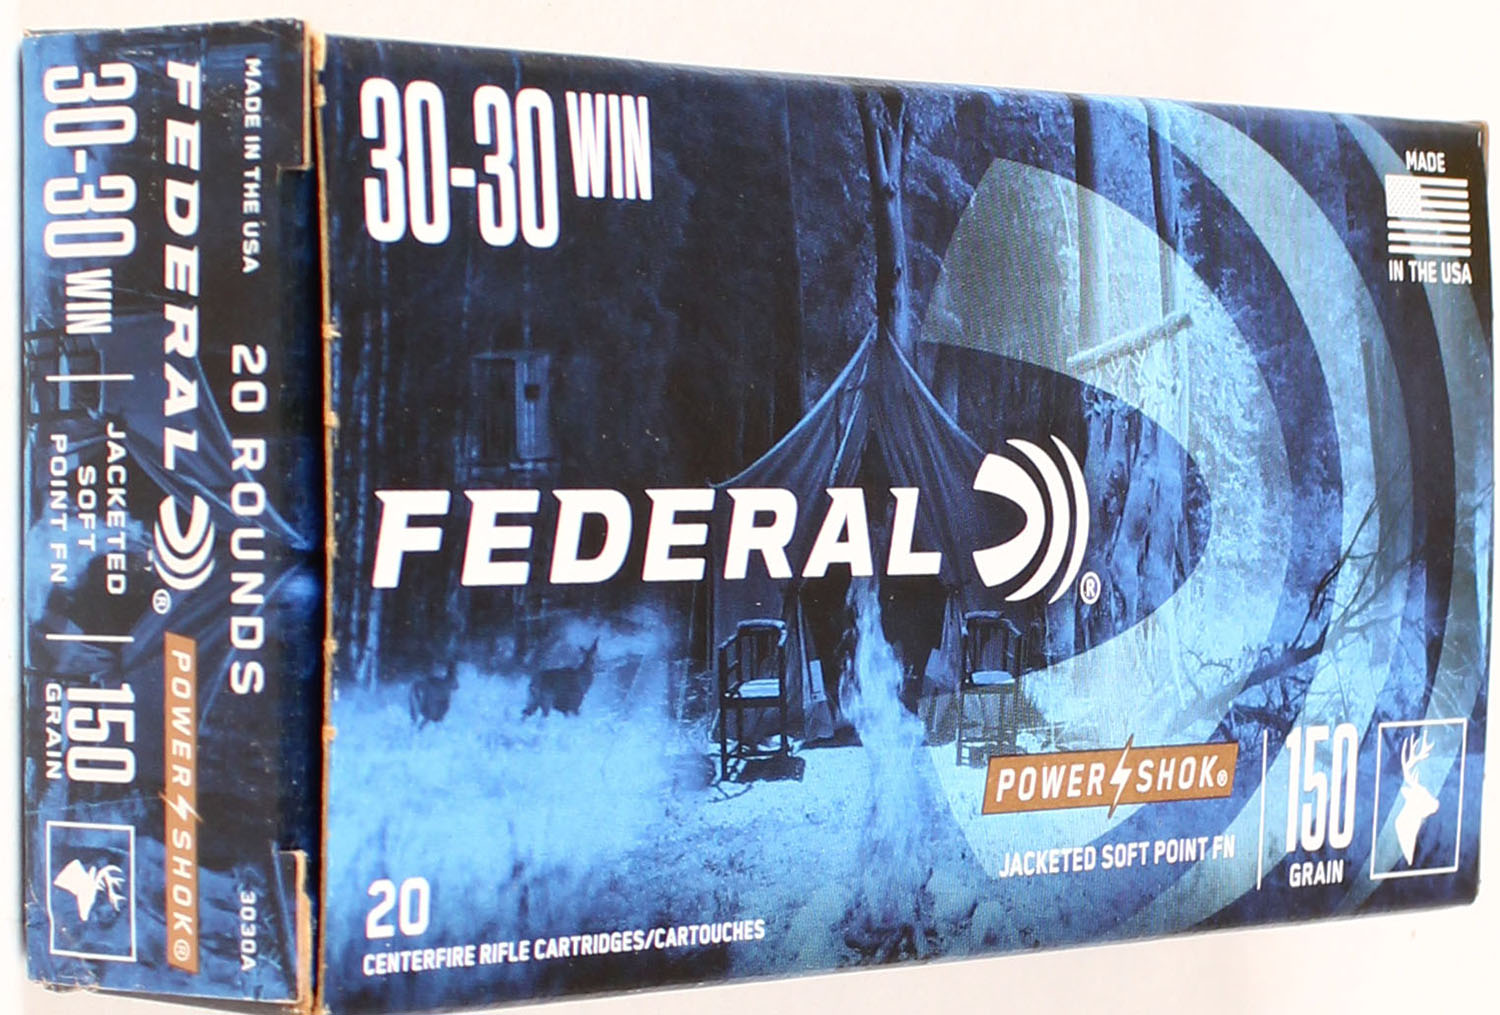 30-30 WIN
MADE
IN THE USA
FEDERAL®
POWER SHOK®
JACKETED SOFT POINT FN
150
GRAIN
20
CENTERFIRE RIFLE CARTRIDGES/CARTOUCHES
MADE IN THE USA
20 ROUNDS
3030A
FEDERAL®
POWER SHOK®
30-30 WIN
JACKETED
SOFT
POINT FN
150
GRAIN